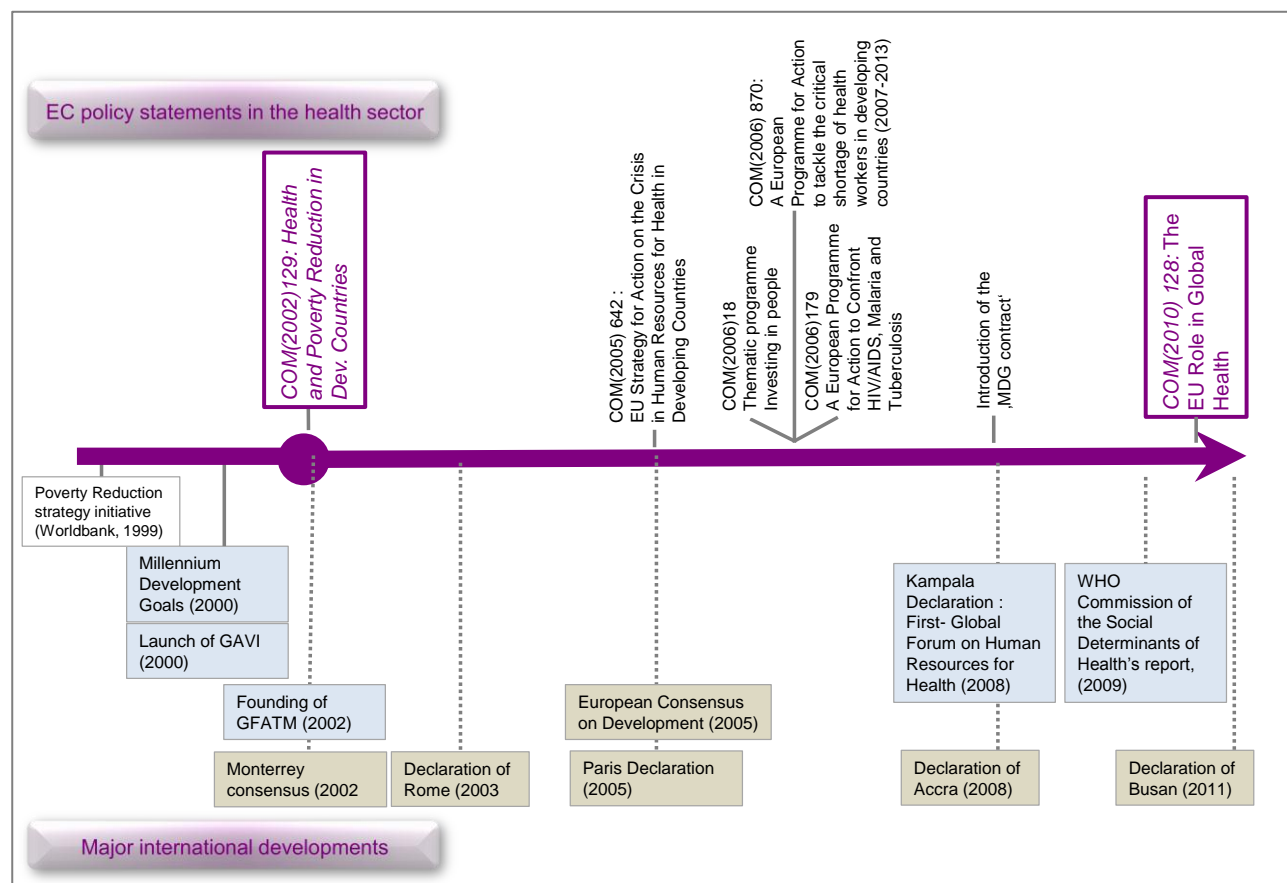 EC policy statements in the health sector
COM(2002)129: Health
and Poverty Reduction in
Dev. Countries
COM(2005) 642 :
EU Strategy for Action on the Crisis
in Human Resources for Health in
Developing Countries
COM(2006)18
Thematic programme
Investing in people
COM(2006) 870:
A European
Programme for Action
to tackle the critical
shortage of health
workers in developing
countries (2007-2013)
COM(2006)179
A European Programme
for Action to Confront
HIV/AIDS, Malaria and
Tuberculosis
Introduction of the
‚MDG contract‘
COM(2010) 128: The
EU Role in Global
Health
Poverty Reduction
strategy initiative
(Worldbank, 1999)
Millennium
Development
Goals (2000)
Launch of GAVI
(2000)
Founding of
GFATM (2002)
Monterrey
consensus (2002
Declaration of
Rome (2003
European Consensus
on Development (2005)
Paris Declaration
(2005)
Kampala
Declaration :
First- Global
Forum on Human
Resources for
Health (2008)
Declaration of
Accra (2008)
WHO
Commission of
the Social
Determinants of
Health’s report,
(2009)
Declaration of
Busan (2011)
Major international developments